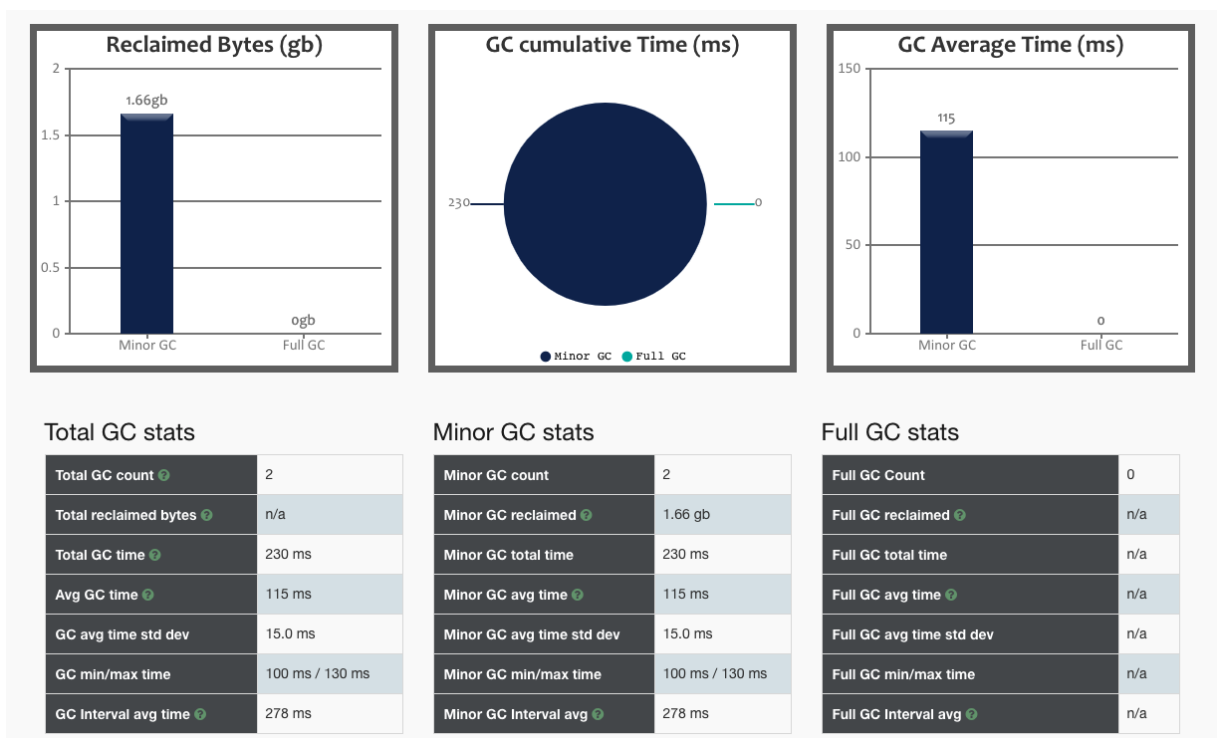 Reclaimed Bytes (gb)
2
1.5
1
0.5
0
1.66gb
0gb
Minor GC
Full GC
GC cumulative Time (ms)
230
0
Minor GC
Full GC
GC Average Time (ms)
150
100
50
0
115
0
Minor GC
Full GC
Total GC stats
Total GC count 2
Total reclaimed bytes n/a
Total GC time 230 ms
Avg GC time 115 ms
GC avg time std dev 15.0 ms
GC min/max time 100 ms / 130 ms
GC Interval avg time 278 ms
Minor GC stats
Minor GC count 2
Minor GC reclaimed 1.66 gb
Minor GC total time 230 ms
Minor GC avg time 115 ms
Minor GC avg time std dev 15.0 ms
Minor GC min/max time 100 ms / 130 ms
Minor GC Interval avg 278 ms
Full GC stats
Full GC Count 0
Full GC reclaimed n/a
Full GC total time n/a
Full GC avg time n/a
Full GC avg time std dev n/a
Full GC min/max time n/a
Full GC Interval avg n/a